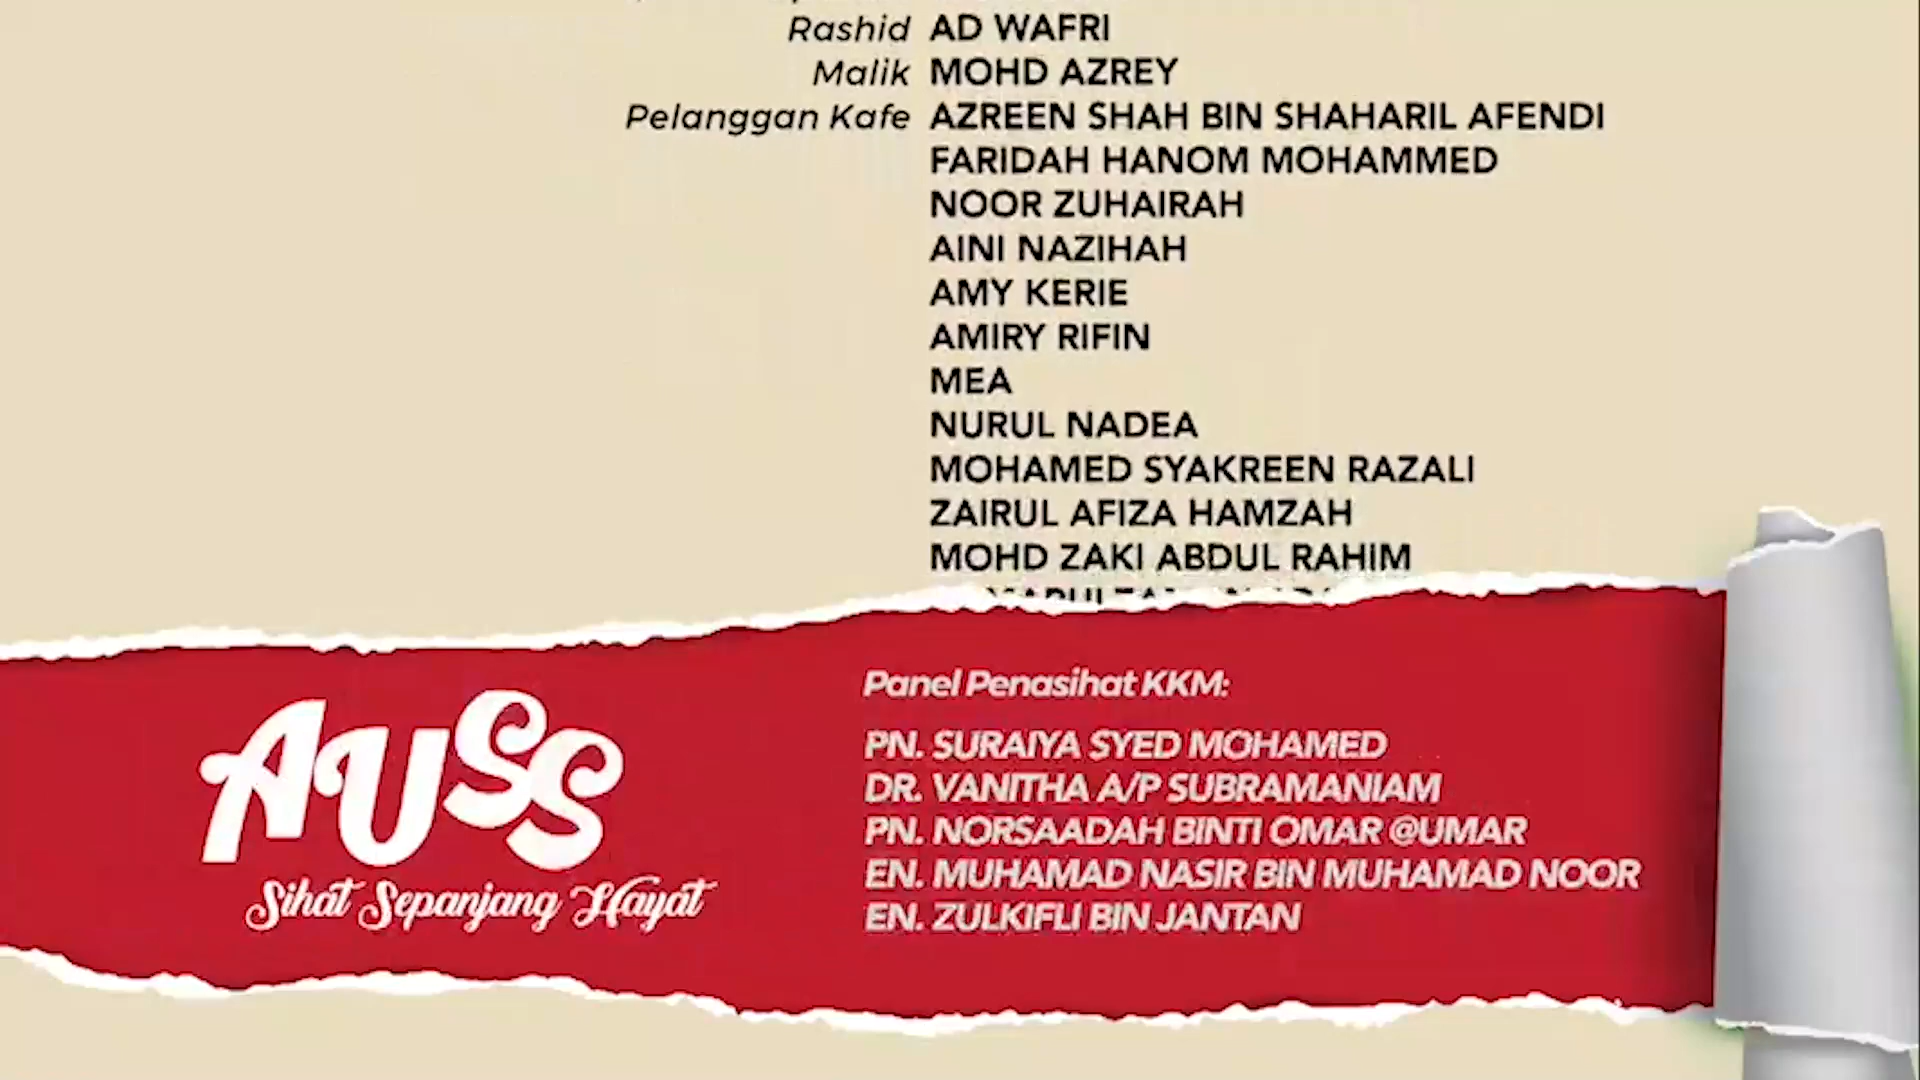 Rashid AD WAFRI
Malik MOHD AZREY
Pelanggan Kafe AZREEN SHAH BIN SHAHARIL AFENDI
FARIDAH HANOM MOHAMMED
NOOR ZUHAIRAH
AINI NAZIHAH
AMY KERIE
AMIRY RIFIN
MEA
NURUL NADEA
MOHAMED SYAKREEN RAZALI
ZAIRUL AFIZA HAMZAH
MOHD ZAKI ABDUL RAHIM
AUSS
Sihat Sepanjang Hayat
Panel Penasihat KKM:
PN. SURAIYA SYED MOHAMED
DR. VANITHA A/P SUBRAMANIAM
PN. NORSAADAH BINTI OMAR @UMAR
EN. MUHAMAD NASIR BIN MUHAMAD NOOR
EN. ZULKIFLI BIN JANTAN